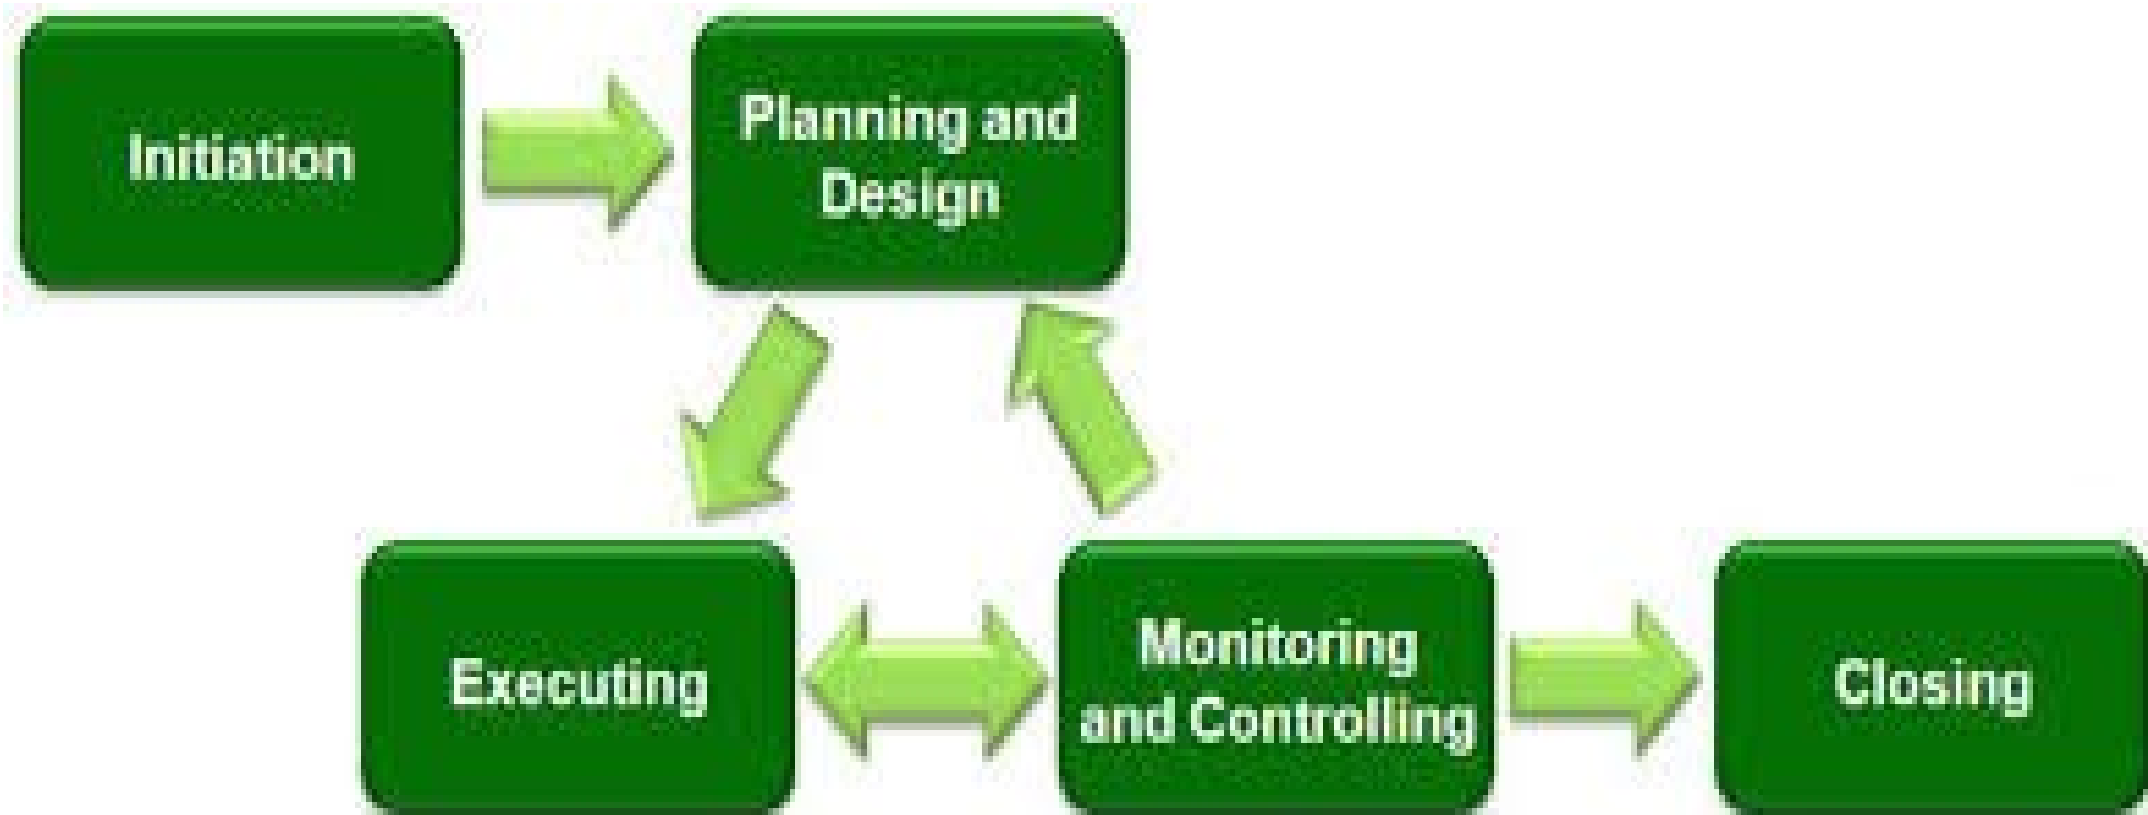 Initiation
Planning and
Design
Executing
Monitoring
and Controlling
Closing